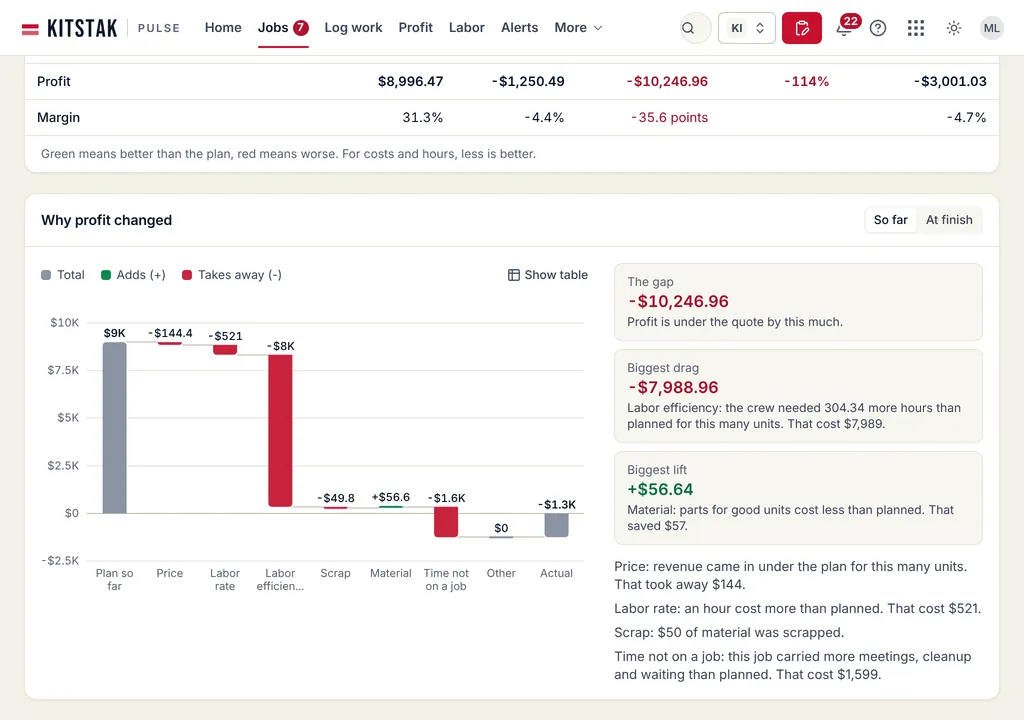 KITSTAK PULSE Home Jobs 7 Log work Profit Labor Alerts More KI 22 ML
Profit $8,996.47 -$1,250.49 -$10,246.96 -114% -$3,001.03
Margin 31.3% -4.4% -35.6 points -4.7%
Green means better than the plan, red means worse. For costs and hours, less is better.
Why profit changed
So far At finish
Total Adds (+) Takes away (-) Show table
$10K
$7.5K
$5K
$2.5K
$0
-$2.5K
$9K -$144.4 -$521 -$8K -$49.8 +$56.6 -$1.6K $0 -$1.3K
Plan so far
Price
Labor rate
Labor efficien...
Scrap
Material
Time not on a job
Other
Actual
The gap
-$10,246.96
Profit is under the quote by this much.
Biggest drag
-$7,988.96
Labor efficiency: the crew needed 304.34 more hours than
planned for this many units. That cost $7,989.
Biggest lift
+$56.64
Material: parts for good units cost less than planned. That
saved $57.
Price: revenue came in under the plan for this many units.
That took away $144.
Labor rate: an hour cost more than planned. That cost $521.
Scrap: $50 of material was scrapped.
Time not on a job: this job carried more meetings, cleanup
and waiting than planned. That cost $1,599.